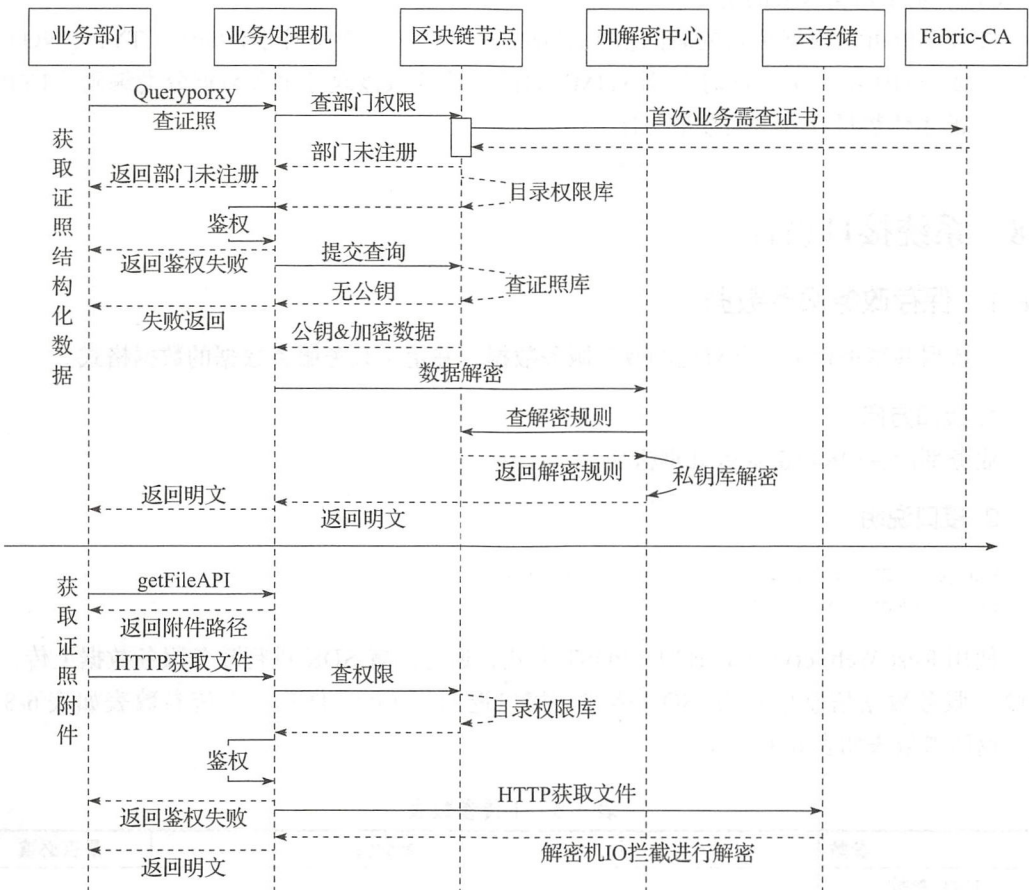 业务部门 业务处理机 区块链节点 加解密中心 云存储 Fabric-CA
Queryporxy
查证照
查部门权限
首次业务需查证书
获取证照结构化数据
部门未注册
返回部门未注册
目录权限库
鉴权
返回鉴权失败
提交查询
查证照库
无公钥
失败返回
公钥&加密数据
数据解密
查解密规则
返回解密规则
私钥库解密
返回明文
返回明文
获取证照附件
getFileAPI
返回附件路径
HTTP获取文件
查权限
目录权限库
鉴权
HTTP获取文件
返回鉴权失败
解密机IO拦截进行解密
返回明文